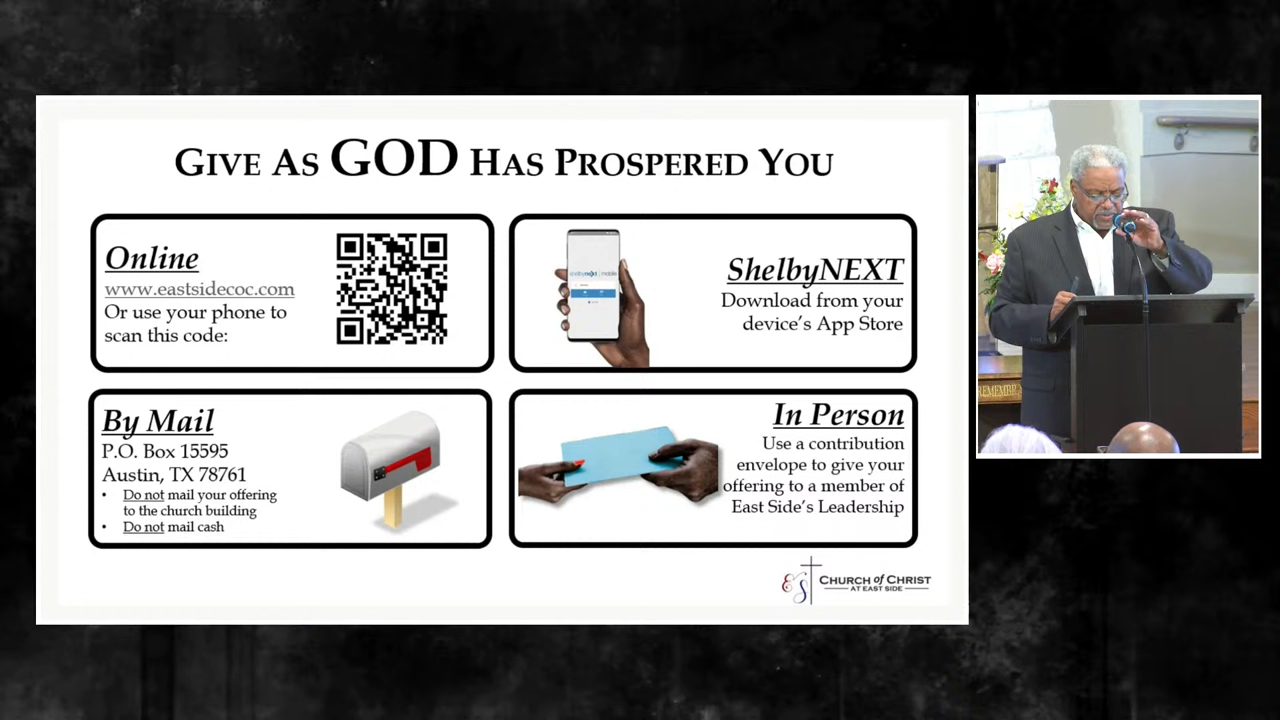 GIVE AS GOD HAS PROSPERED YOU
Online
www.eastsidecoc.com
Or use your phone to
scan this code:
ShelbyNEXT
Download from your
device's App Store
shelbynext | mobile
By Mail
P.O. Box 15595
Austin, TX 78761
• Do not mail your offering
to the church building
• Do not mail cash
In Person
Use a contribution
envelope to give your
offering to a member of
East Side's Leadership
ES
CHURCH of CHRIST
AT EAST SIDE